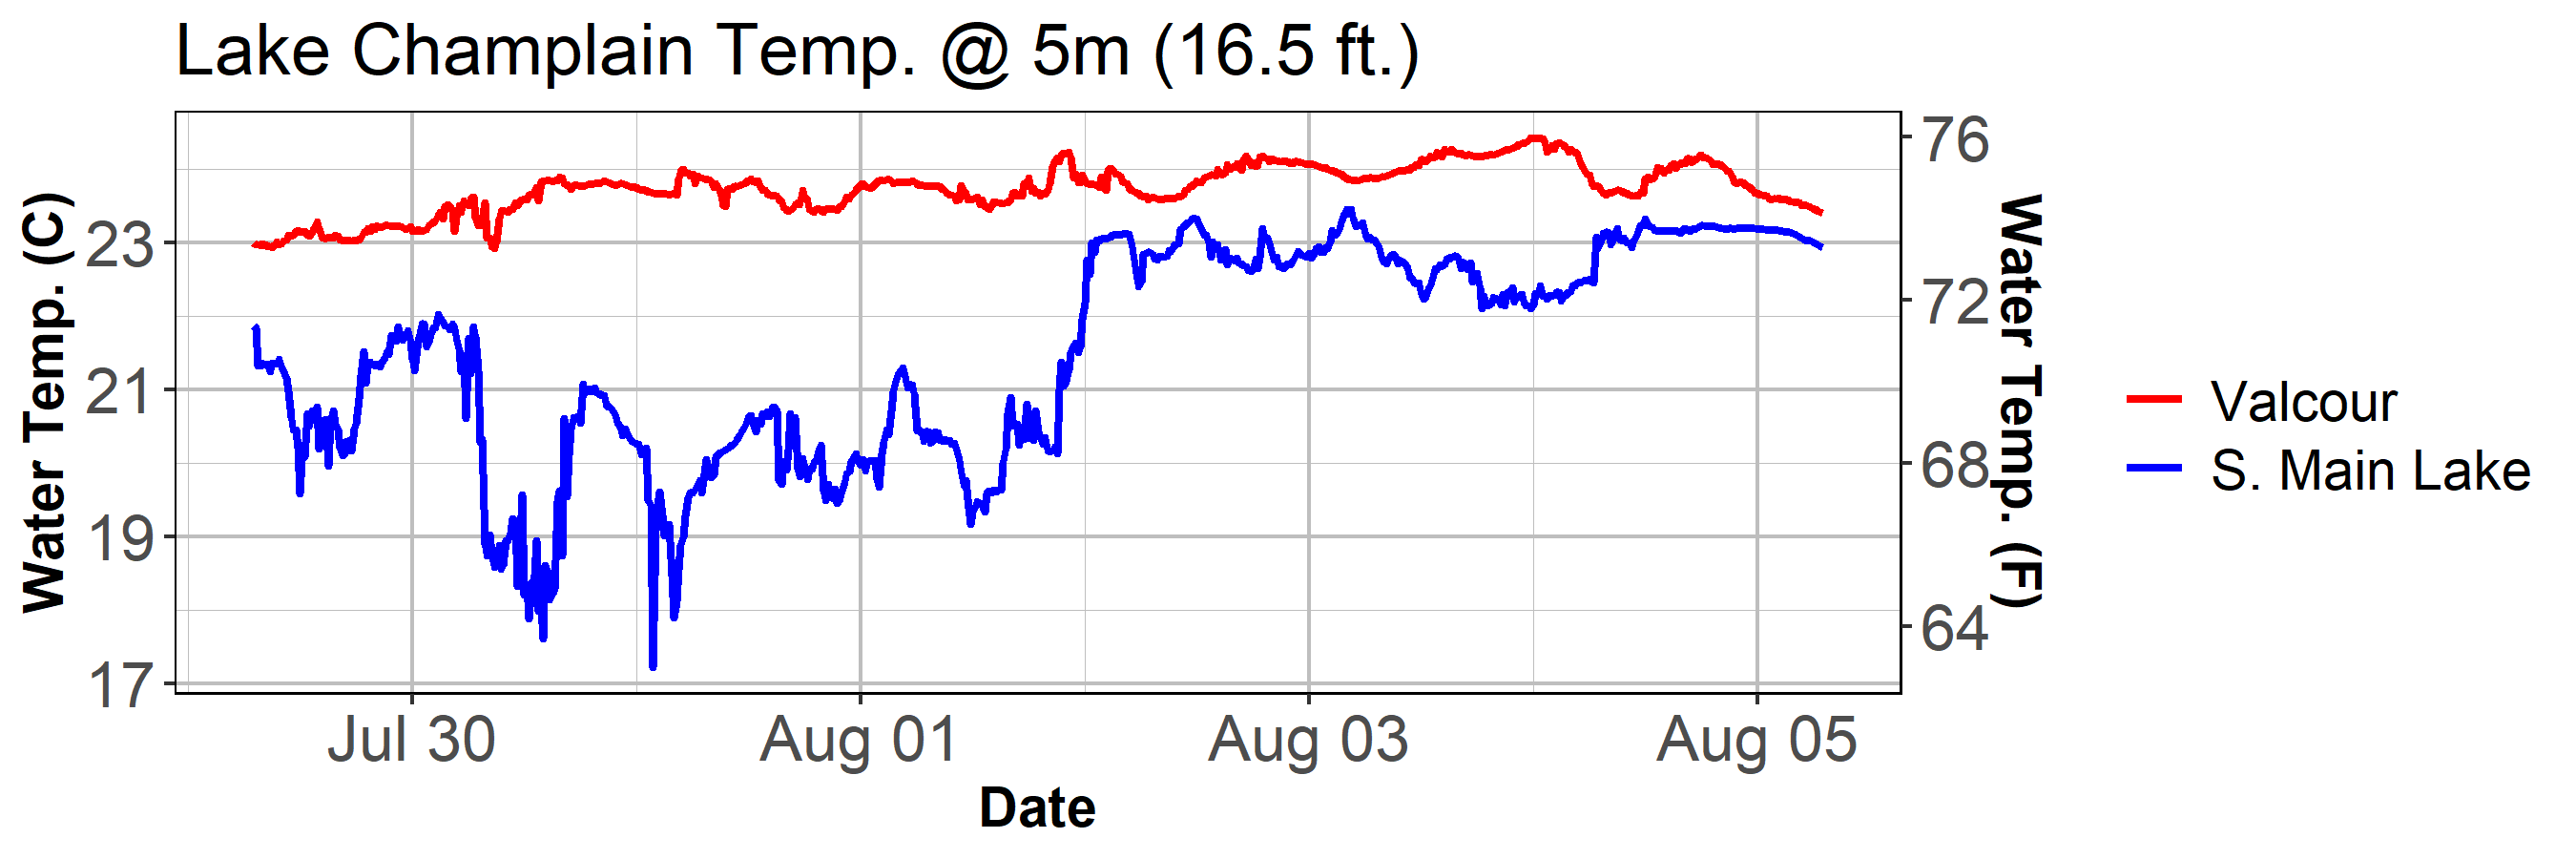 Lake Champlain Temp. @ 5m (16.5 ft.)
Water Temp. (C)
23
21
19
17
76
72
68
64
Water Temp. (F)
Jul 30
Aug 01
Aug 03
Aug 05
Date
Valcour
S. Main Lake